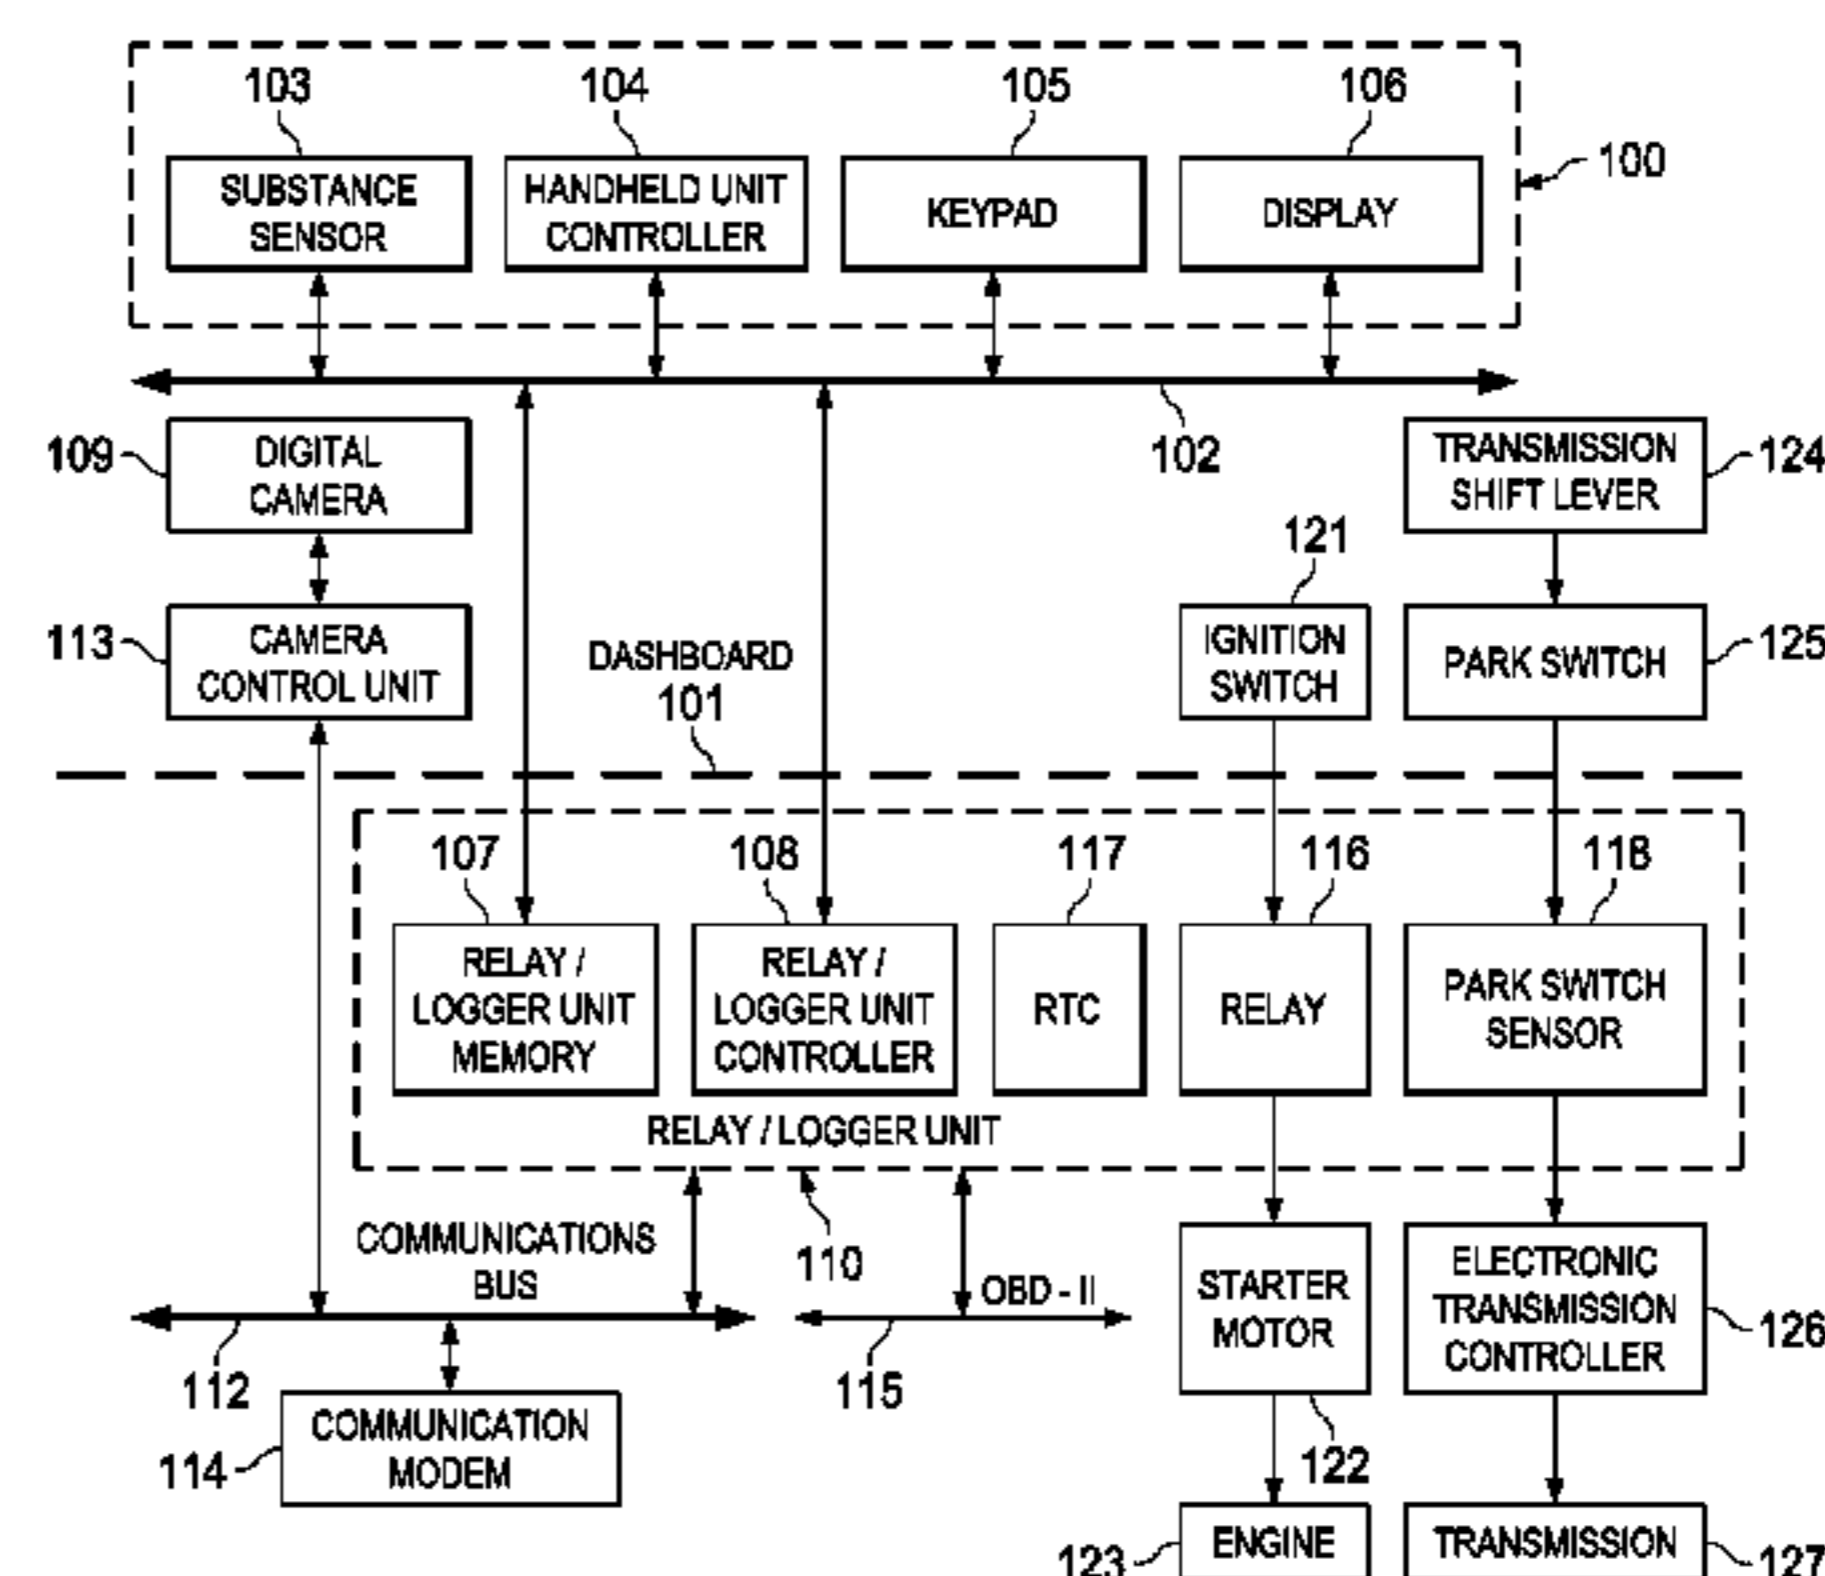 103
104
105
106
100
SUBSTANCE
SENSOR
HANDHELD UNIT
CONTROLLER
KEYPAD
DISPLAY
102
109
DIGITAL
CAMERA
TRANSMISSION
SHIFT LEVER
124
121
113
CAMERA
CONTROL UNIT
DASHBOARD
101
IGNITION
SWITCH
PARK SWITCH
125
107
108
117
116
118
RELAY /
LOGGER UNIT
MEMORY
RELAY /
LOGGER UNIT
CONTROLLER
RTC
RELAY
PARK SWITCH
SENSOR
RELAY / LOGGER UNIT
COMMUNICATIONS
BUS
110
OBD - II
STARTER
MOTOR
ELECTRONIC
TRANSMISSION
CONTROLLER
126
112
115
114
COMMUNICATION
MODEM
122
123
ENGINE
TRANSMISSION
127